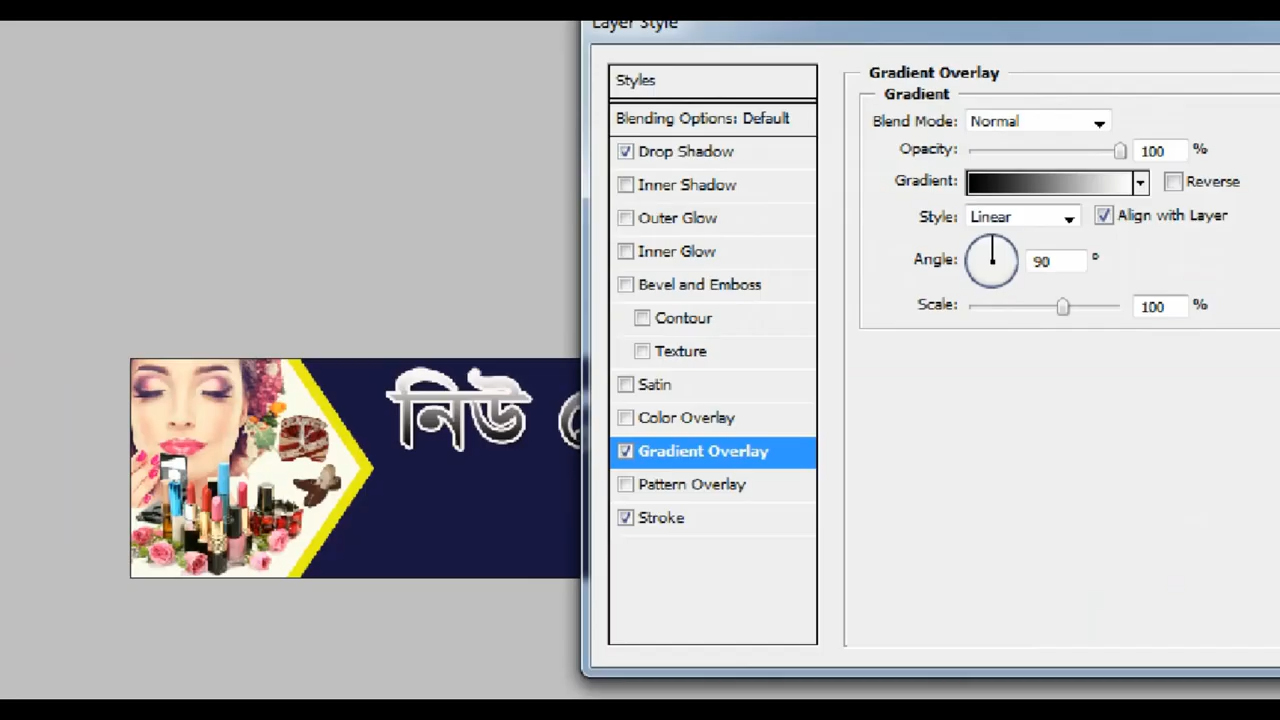 Layer Style
Styles
Blending Options: Default
Drop Shadow
Inner Shadow
Outer Glow
Inner Glow
Bevel and Emboss
Contour
Texture
Satin
Color Overlay
Gradient Overlay
Pattern Overlay
Stroke
Gradient Overlay
Gradient
Blend Mode: Normal
Opacity: 100 %
Gradient: Reverse
Style: Linear Align with Layer
Angle: 90 °
Scale: 100 %
নিউ